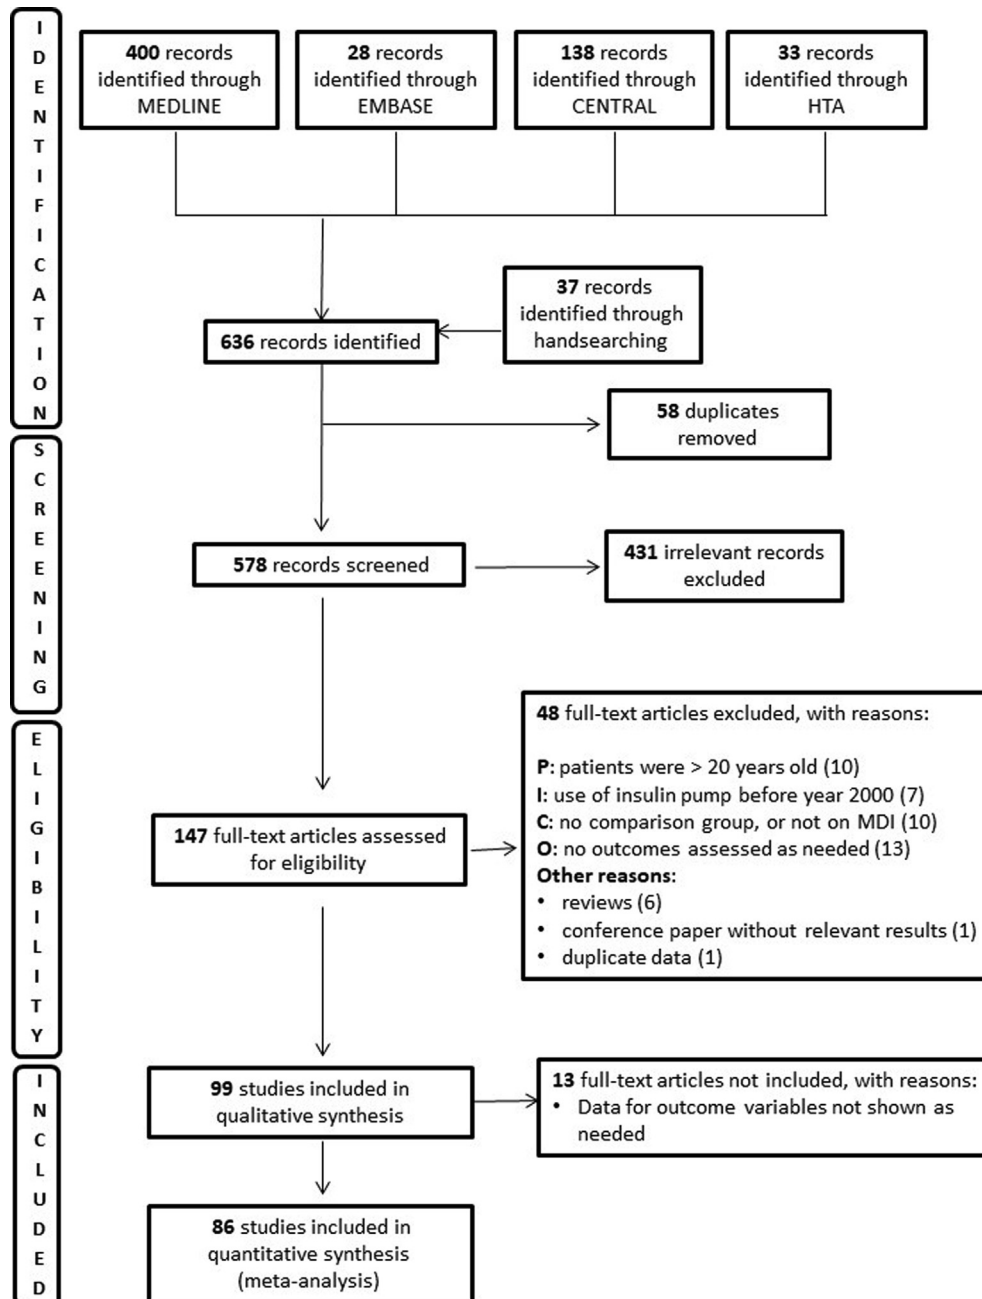 IDENTIFICATION
400 records
identified through
MEDLINE
28 records
identified through
EMBASE
138 records
identified through
CENTRAL
33 records
identified through
HTA
37 records
identified through
handsearching
636 records identified
58 duplicates
removed
SCREENING
578 records screened
431 irrelevant records
excluded
ELIGIBILITY
147 full-text articles assessed
for eligibility
48 full-text articles excluded, with reasons:
P: patients were > 20 years old (10)
I: use of insulin pump before year 2000 (7)
C: no comparison group, or not on MDI (10)
O: no outcomes assessed as needed (13)
Other reasons:
• reviews (6)
• conference paper without relevant results (1)
• duplicate data (1)
INCLUDED
99 studies included in
qualitative synthesis
13 full-text articles not included, with reasons:
• Data for outcome variables not shown as
needed
86 studies included in
quantitative synthesis
(meta-analysis)